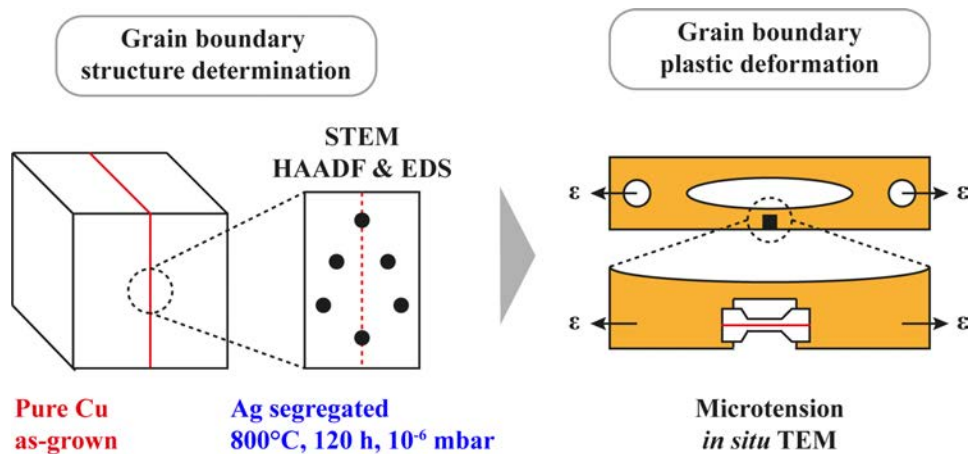 Grain boundary
structure determination
Grain boundary
plastic deformation
STEM
HAADF & EDS
ε
ε
ε
ε
Pure Cu
as-grown
Ag segregated
800°C, 120 h, 10⁻⁶ mbar
Microtension
in situ TEM